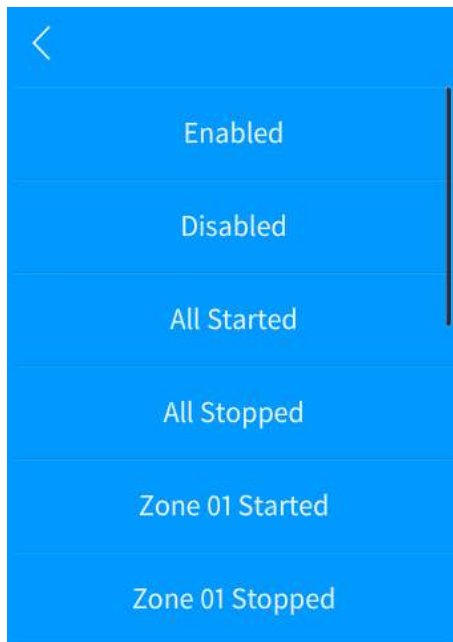 Enabled
Disabled
All Started
All Stopped
Zone 01 Started
Zone 01 Stopped